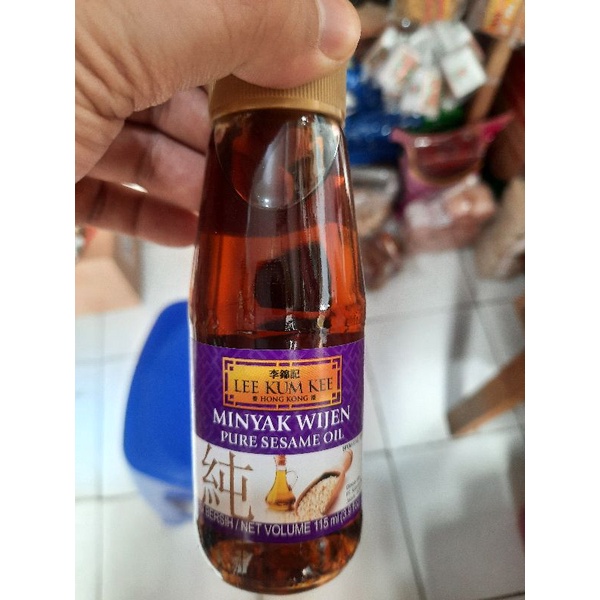 李錦記
LEE KUM KEE
香 HONG KONG 港
MINYAK WIJEN
PURE SESAME OIL
純
BERSIH / NET VOLUME 115 ml